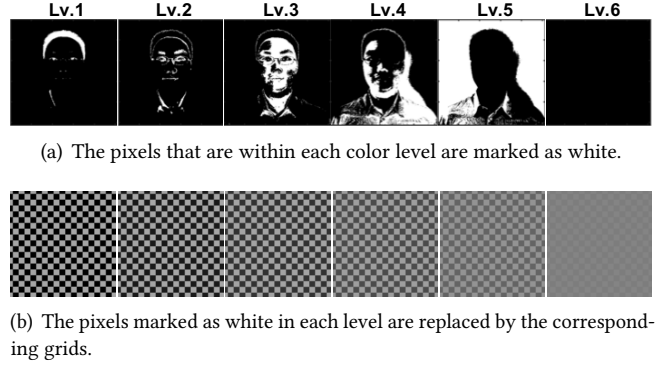 Lv.1 Lv.2 Lv.3 Lv.4 Lv.5 Lv.6
(a) The pixels that are within each color level are marked as white.
(b) The pixels marked as white in each level are replaced by the correspond-
ing grids.